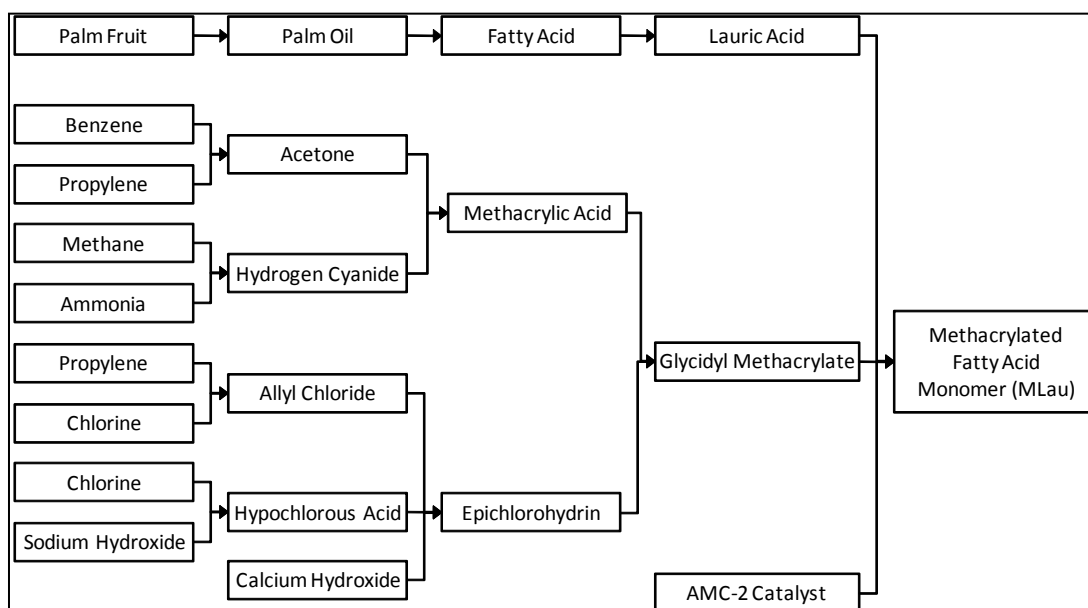 Palm Fruit
Palm Oil
Fatty Acid
Lauric Acid
Benzene
Acetone
Propylene
Methacrylic Acid
Methane
Hydrogen Cyanide
Ammonia
Methacrylated
Fatty Acid
Monomer (MLau)
Propylene
Glycidyl Methacrylate
Allyl Chloride
Chlorine
Chlorine
Hypochlorous Acid
Epichlorohydrin
Sodium Hydroxide
Calcium Hydroxide
AMC-2 Catalyst